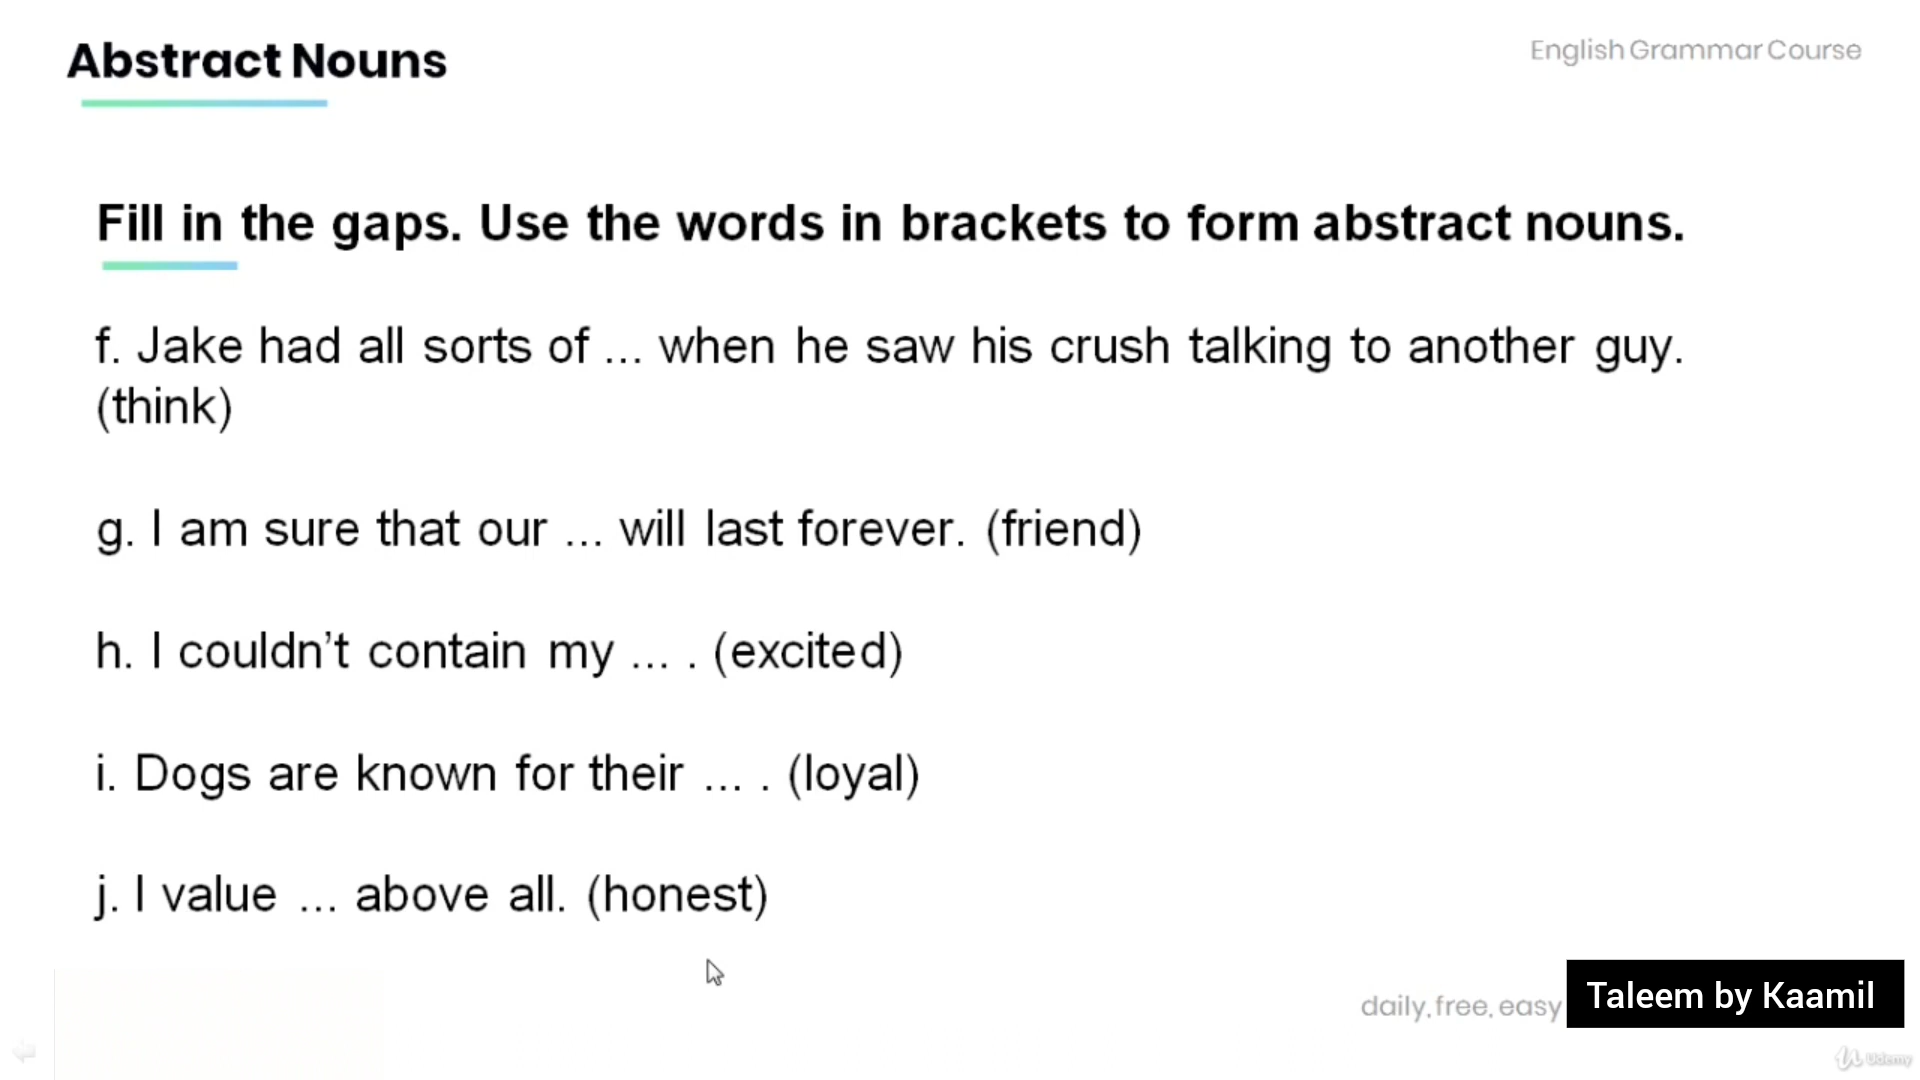 Abstract Nouns
English Grammar Course
Fill in the gaps. Use the words in brackets to form abstract nouns.
f. Jake had all sorts of ... when he saw his crush talking to another guy.
(think)
g. I am sure that our ... will last forever. (friend)
h. I couldn’t contain my ... . (excited)
i. Dogs are known for their ... . (loyal)
j. I value ... above all. (honest)
daily, free, easy
Taleem by Kaamil
Udemy